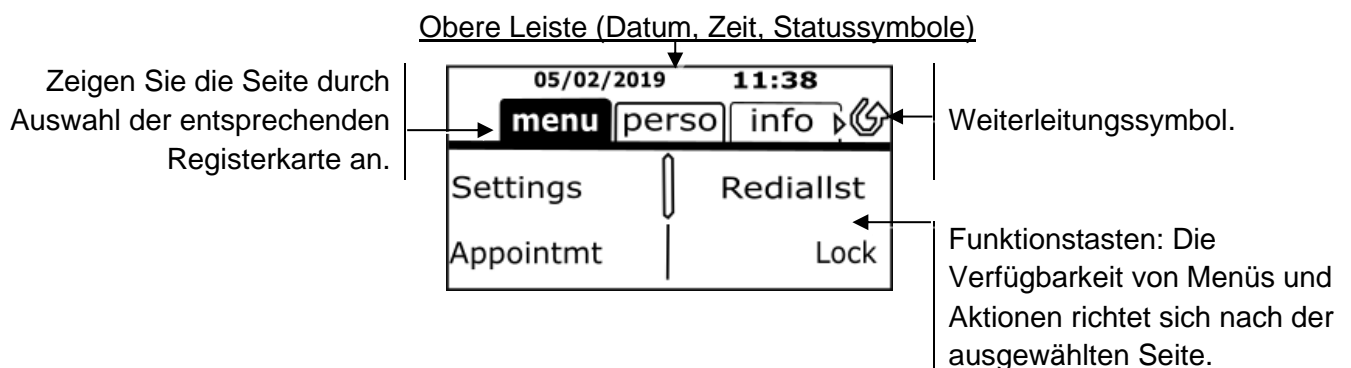 Obere Leiste (Datum, Zeit, Statussymbole)
Zeigen Sie die Seite durch
Auswahl der entsprechenden
Registerkarte an.
05/02/2019 11:38
menu perso info
Settings Rediallst
Appointmt Lock
Weiterleitungssymbol.
Funktionstasten: Die
Verfügbarkeit von Menüs und
Aktionen richtet sich nach der
ausgewählten Seite.